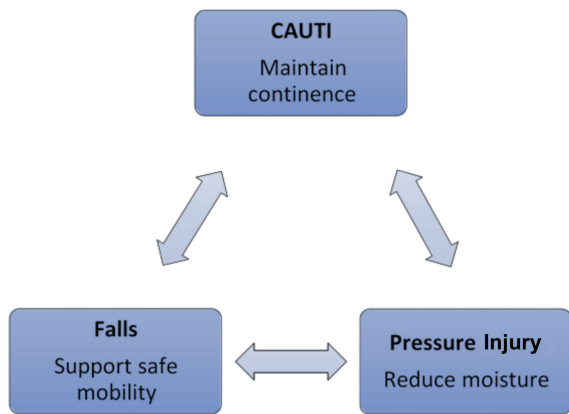 CAUTI
Maintain
continence
Falls
Support safe
mobility
Pressure Injury
Reduce moisture